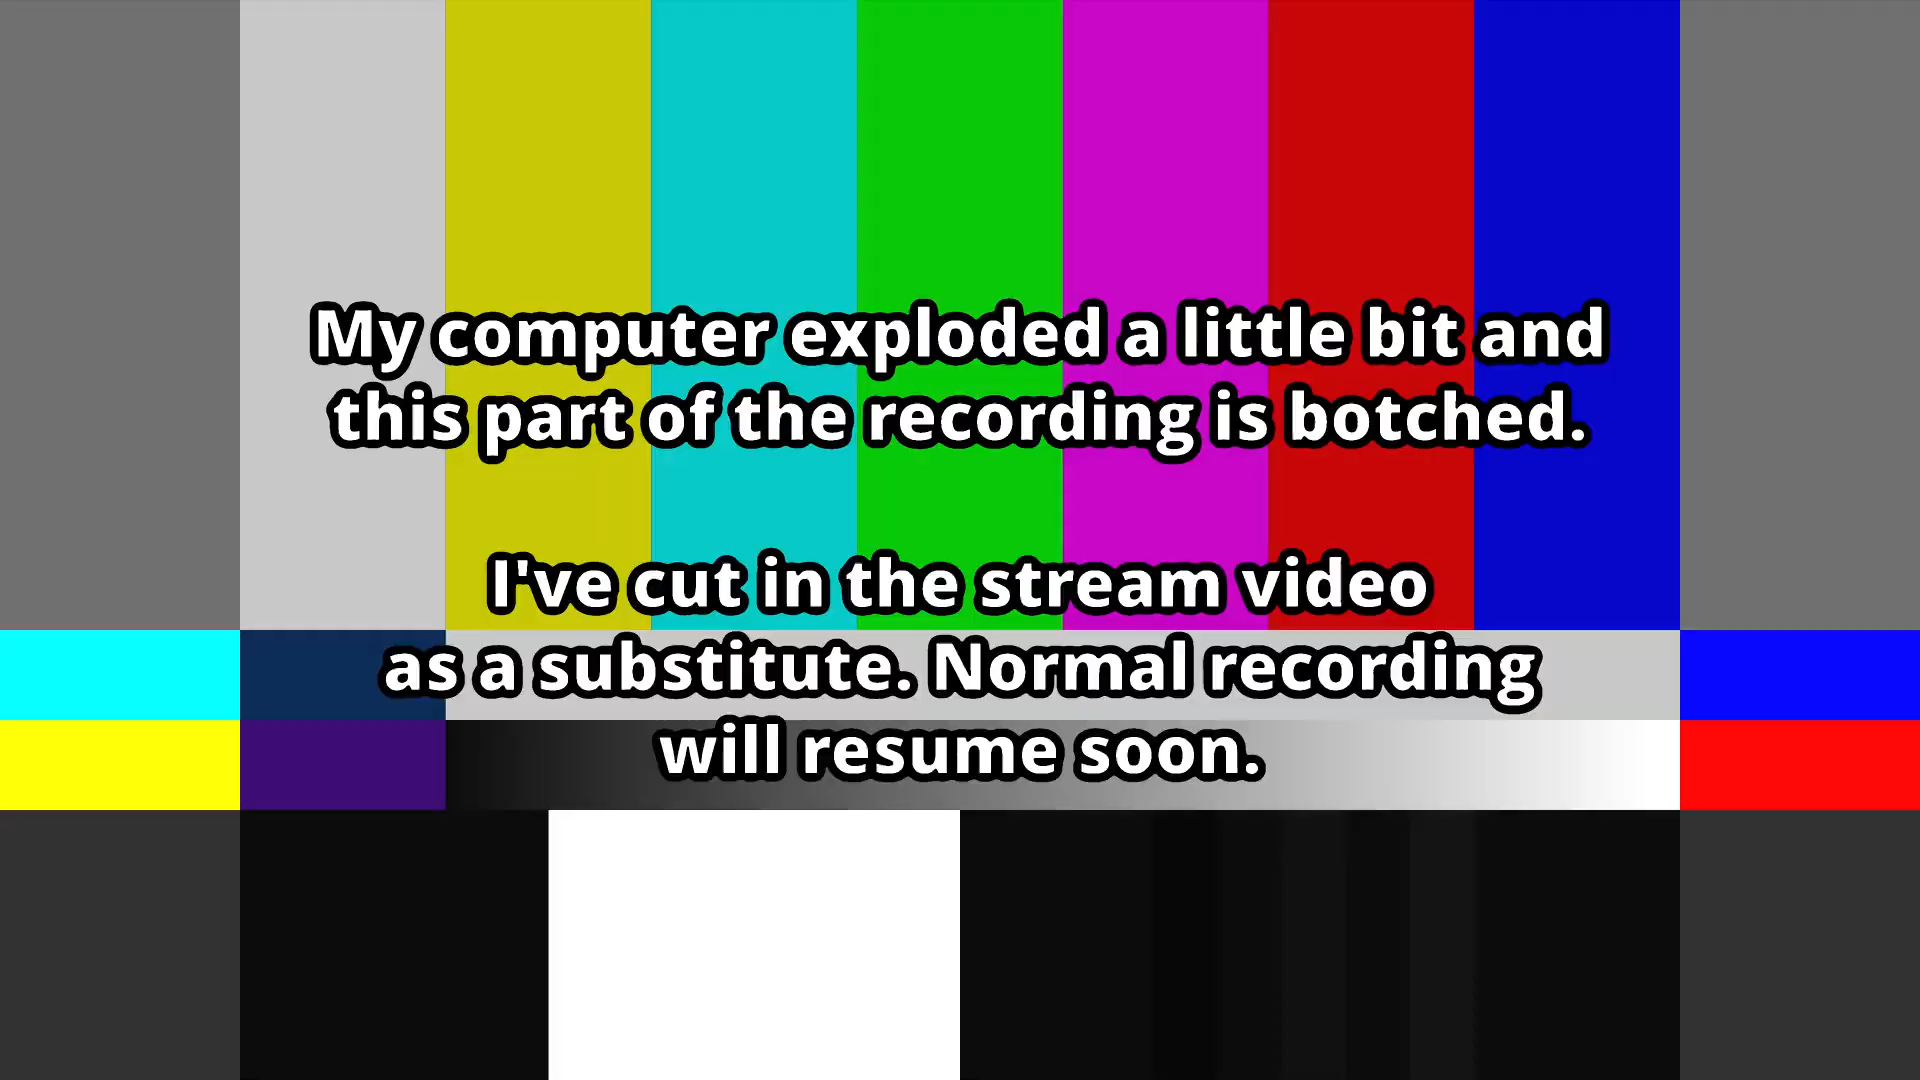 My computer exploded a little bit and
this part of the recording is botched.
I've cut in the stream video
as a substitute. Normal recording
will resume soon.